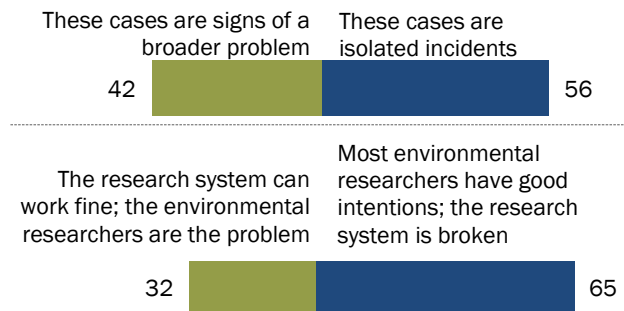 These cases are signs of a
broader problem
These cases are
isolated incidents
42
56
The research system can
work fine; the environmental
researchers are the problem
Most environmental
researchers have good
intentions; the research
system is broken
32
65